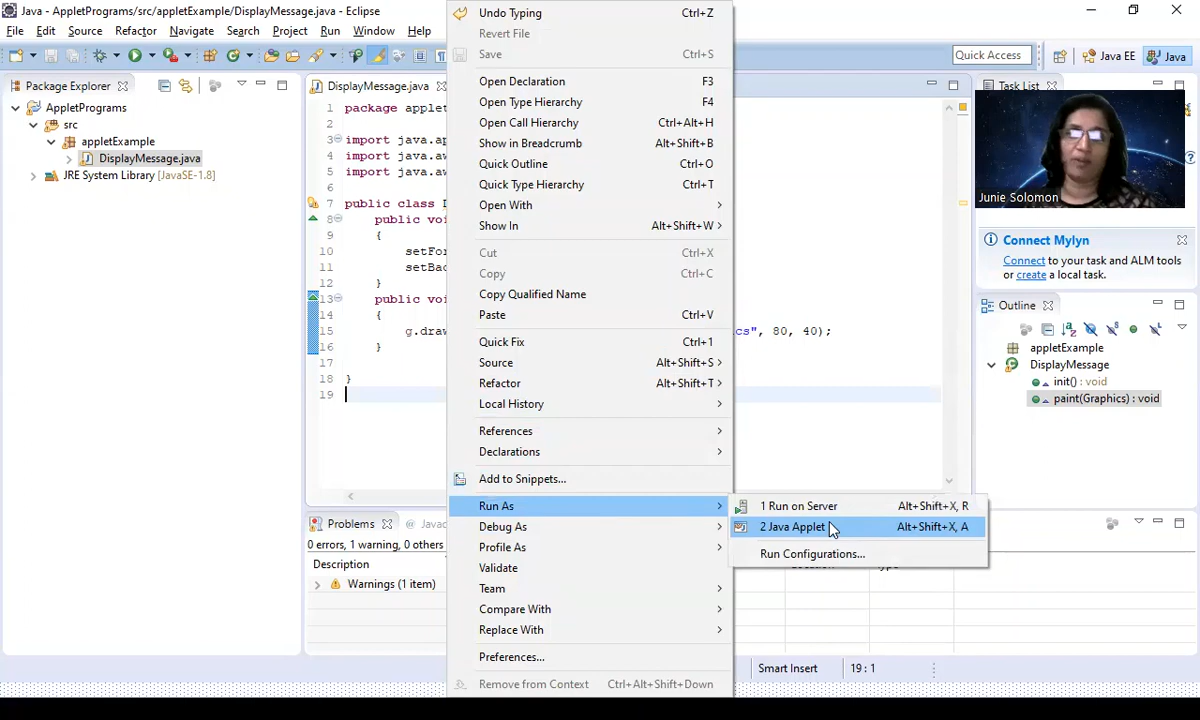 Java - AppletPrograms/src/appletExample/DisplayMessage.java - Eclipse
File Edit Source Refactor Navigate Search Project Run Window Help
Quick Access
Java EE
Java
Package Explorer
AppletPrograms
src
appletExample
DisplayMessage.java
JRE System Library [JavaSE-1.8]
DisplayMessage.java
1 package applet
2
3 import java.ap
4 import java.aw
5 import java.aw
6
7 public class D
8 public voi
9 {
10 setFor
11 setBac
12 }
13 public voi
14 {
15 g.draw cs", 80, 40);
16 }
17
18 }
19
Undo Typing Ctrl+Z
Revert File
Save Ctrl+S
Open Declaration F3
Open Type Hierarchy F4
Open Call Hierarchy Ctrl+Alt+H
Show in Breadcrumb Alt+Shift+B
Quick Outline Ctrl+O
Quick Type Hierarchy Ctrl+T
Open With
Show In Alt+Shift+W
Cut Ctrl+X
Copy Ctrl+C
Copy Qualified Name
Paste Ctrl+V
Quick Fix Ctrl+1
Source Alt+Shift+S
Refactor Alt+Shift+T
Local History
References
Declarations
Add to Snippets...
Run As
Debug As
Profile As
Validate
Team
Compare With
Replace With
Preferences...
Remove from Context Ctrl+Alt+Shift+Down
1 Run on Server Alt+Shift+X, R
2 Java Applet Alt+Shift+X, A
Run Configurations...
Task List
Junie Solomon
Connect Mylyn
Connect to your task and ALM tools
or create a local task.
Outline
appletExample
DisplayMessage
init() : void
paint(Graphics) : void
Problems @ Javac
0 errors, 1 warning, 0 others
Description
Warnings (1 item)
Smart Insert 19 : 1